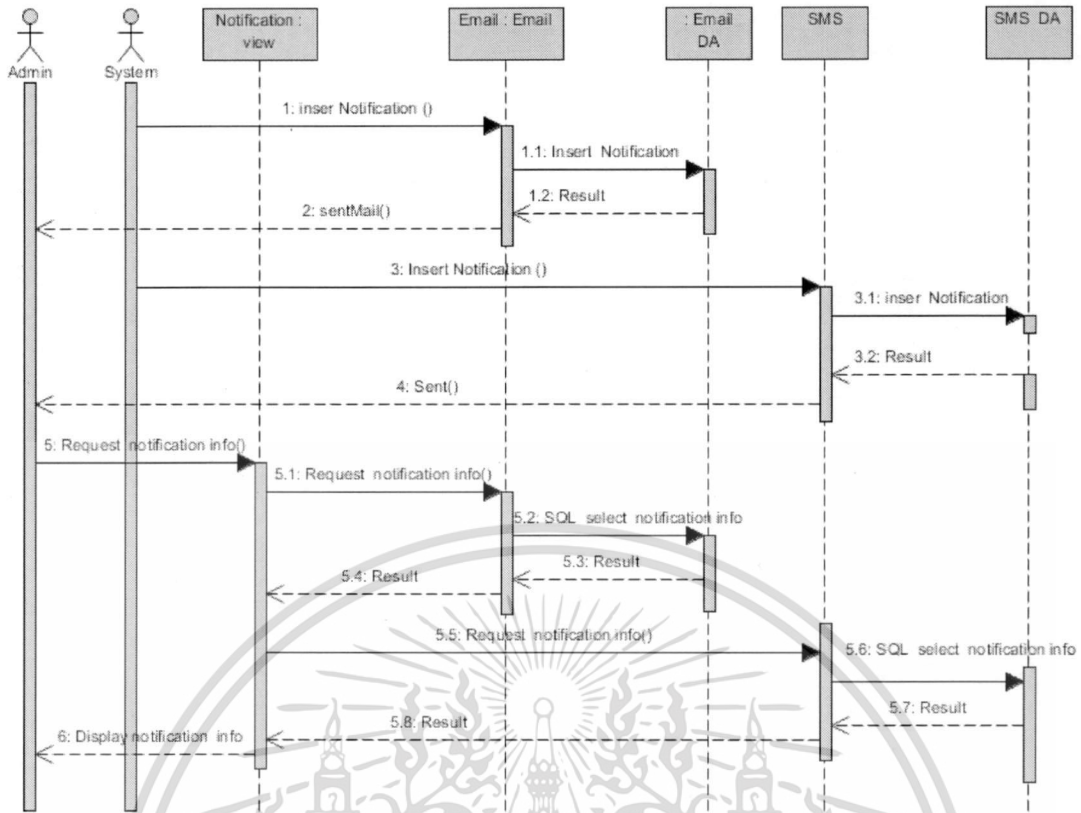 Admin
System
Notification :
view
Email : Email
: Email
DA
SMS
SMS DA
1: inser Notification ()
1.1: Insert Notification
1.2: Result
2: sentMail()
3: Insert Notification ()
3.1: inser Notification
3.2: Result
4: Sent()
5: Request notification info()
5.1: Request notification info()
5.2: SQL select notification info
5.3: Result
5.4: Result
5.5: Request notification info()
5.6: SQL select notification info
5.7: Result
5.8: Result
6: Display notification info